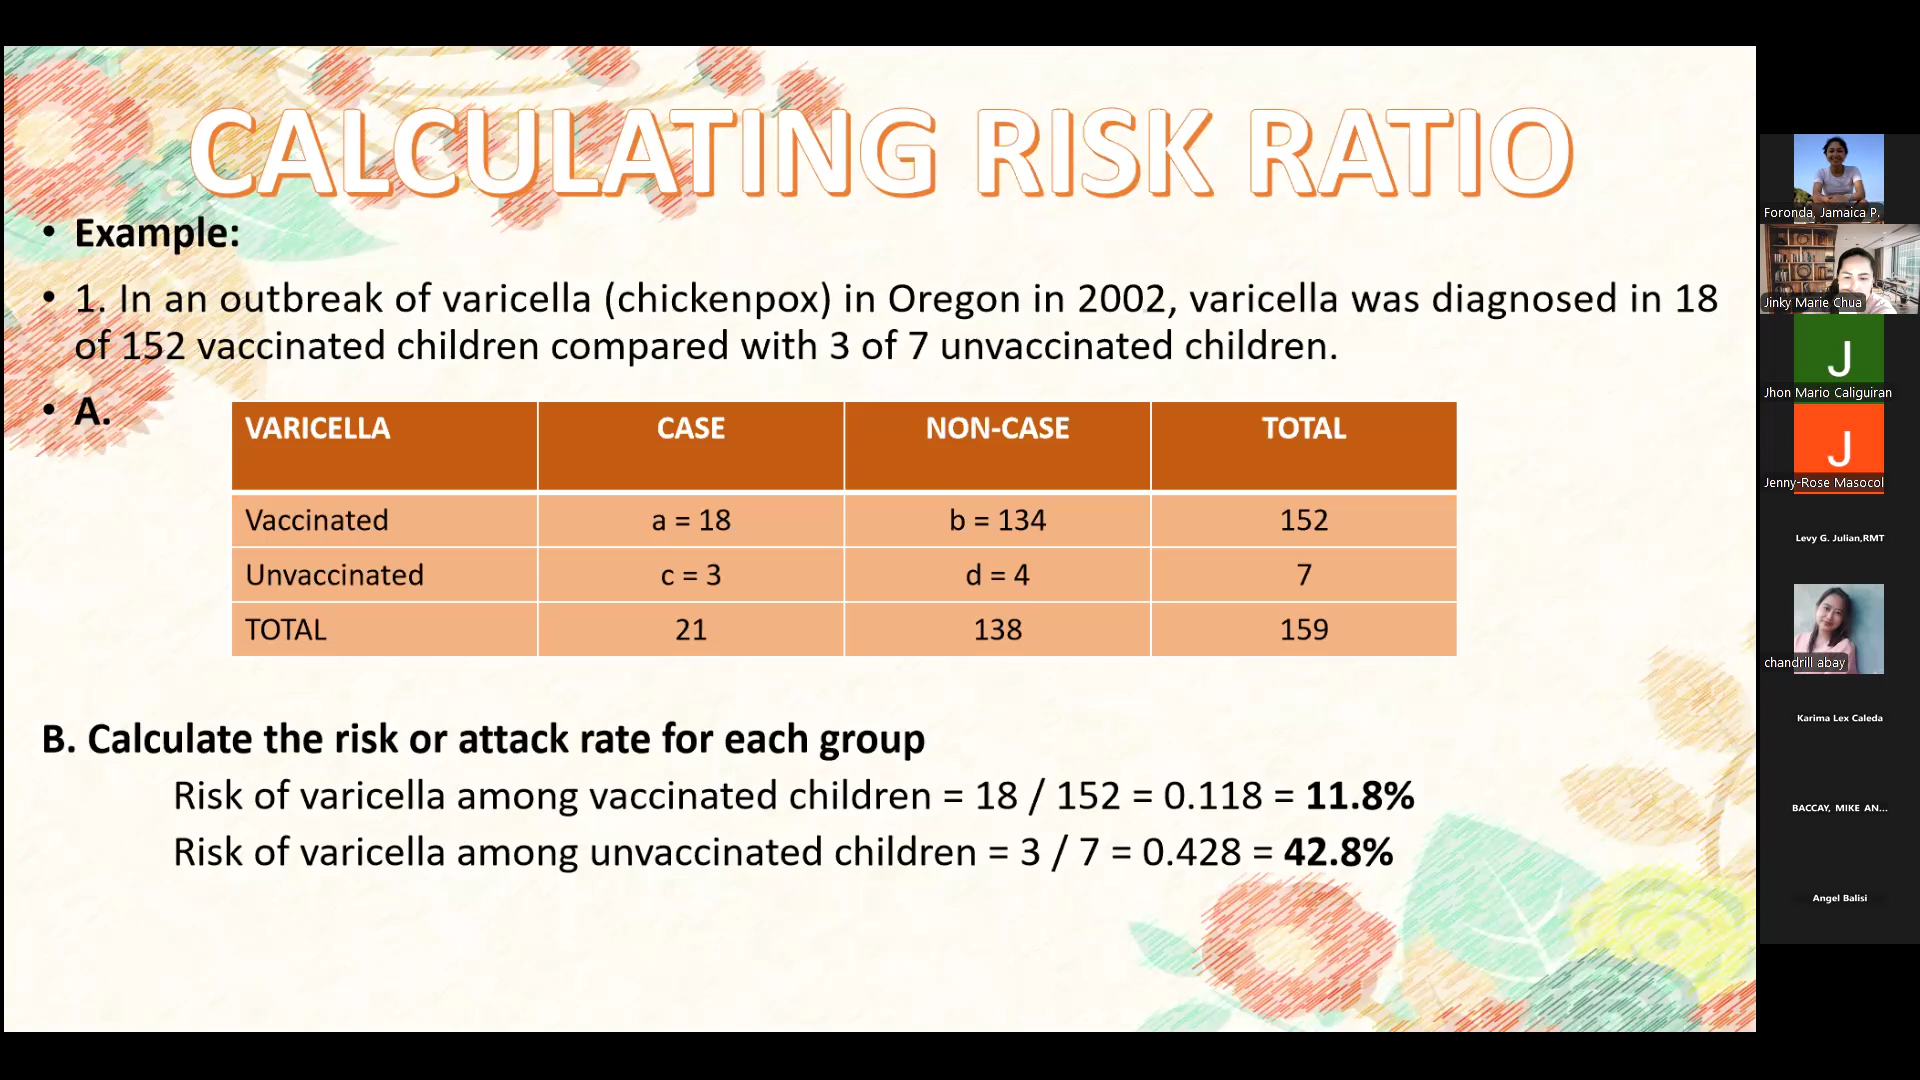 CALCULATING RISK RATIO
• Example:
• 1. In an outbreak of varicella (chickenpox) in Oregon in 2002, varicella was diagnosed in 18
of 152 vaccinated children compared with 3 of 7 unvaccinated children.
• A.
VARICELLA CASE NON-CASE TOTAL
Vaccinated a = 18 b = 134 152
Unvaccinated c = 3 d = 4 7
TOTAL 21 138 159
B. Calculate the risk or attack rate for each group
Risk of varicella among vaccinated children = 18 / 152 = 0.118 = 11.8%
Risk of varicella among unvaccinated children = 3 / 7 = 0.428 = 42.8%
Foronda, Jamaica P.
Jinky Marie Chua
J
Jhon Mario Caliguiran
J
Jenny-Rose Masocol
Levy G. Julian,RMT
chandrill abay
Karima Lex Caleda
BACCAY, MIKE AN...
Angel Balisi